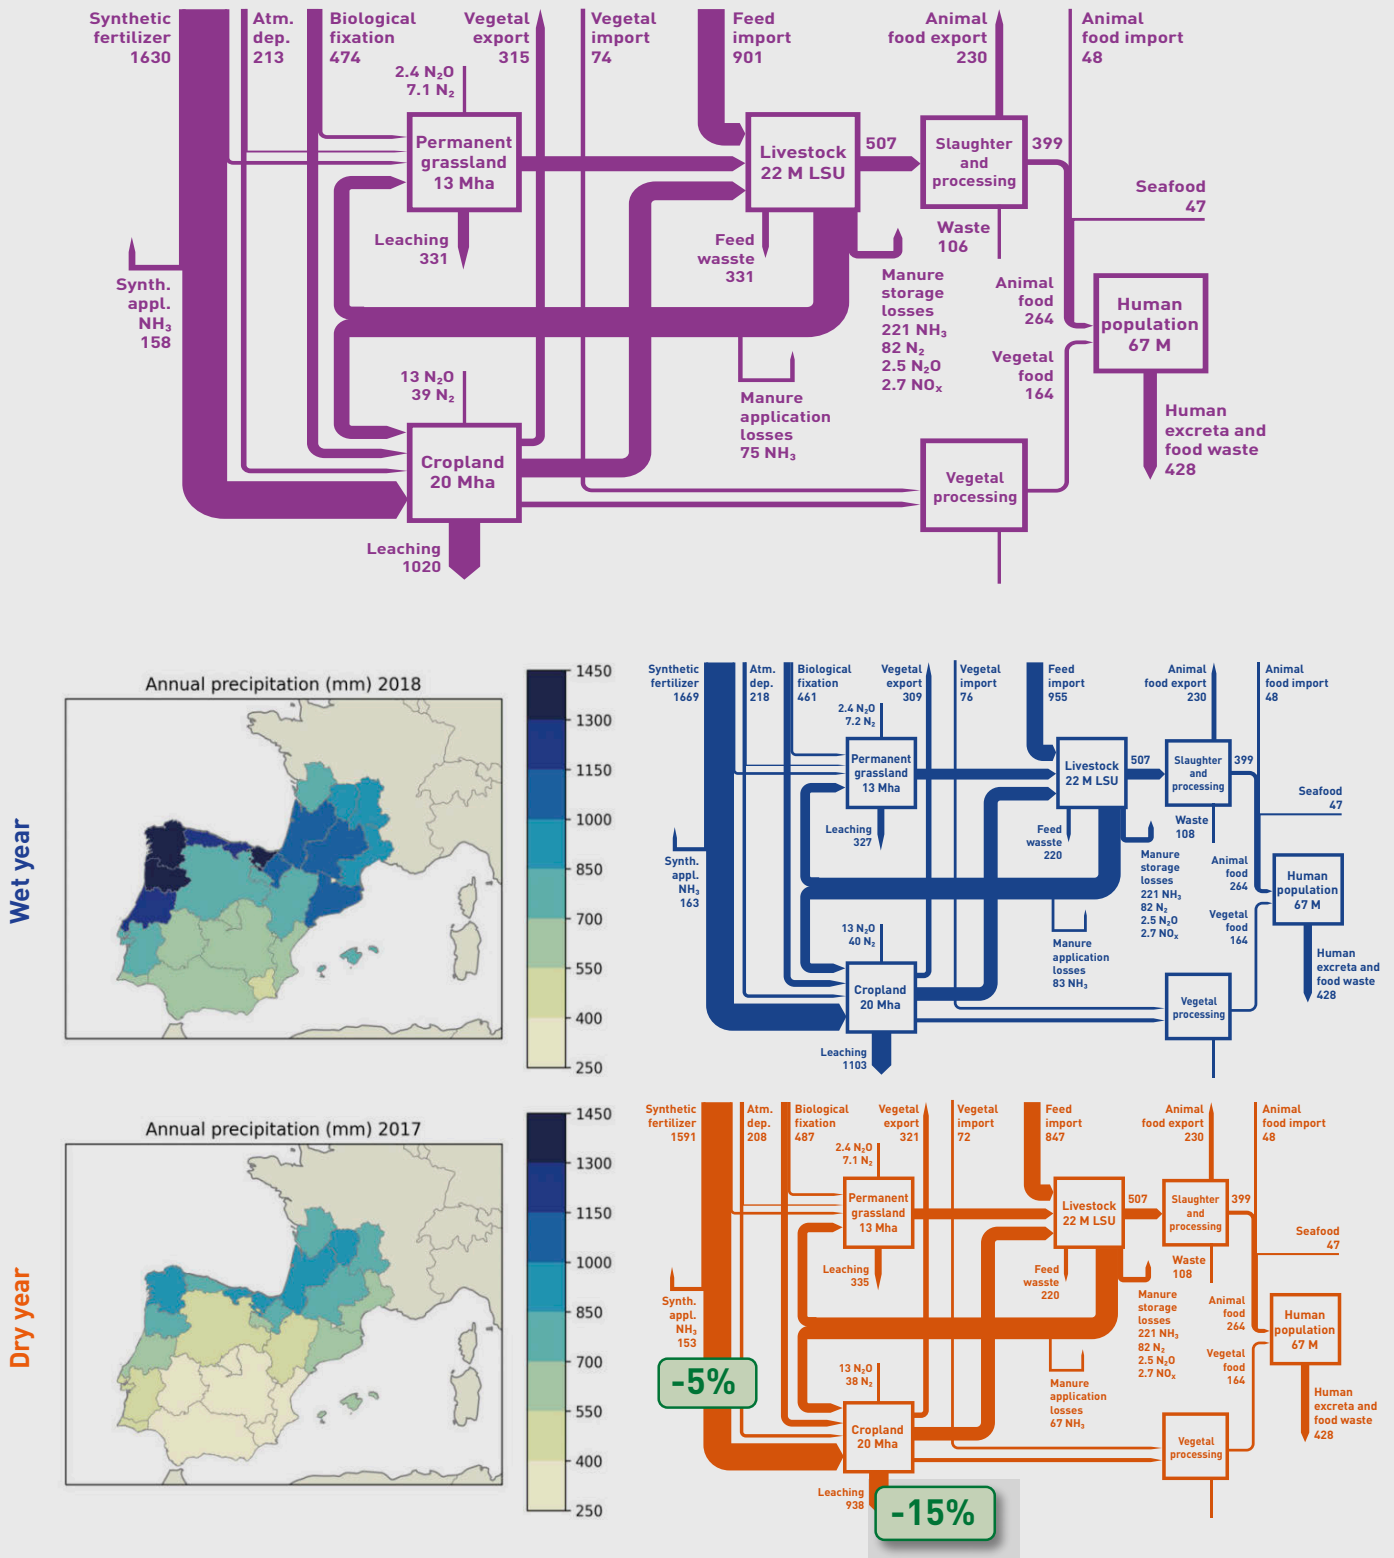 Synthetic
fertilizer
1630
Atm.
dep.
213
Biological
fixation
474
Vegetal
export
315
Vegetal
import
74
Feed
import
901
Animal
food export
230
Animal
food import
48
2.4 N₂O
7.1 N₂
Permanent
grassland
13 Mha
Livestock
22 M LSU
507
Slaughter
and
processing
399
Seafood
47
Leaching
331
Feed
wasste
331
Waste
106
Synth.
appl.
NH₃
158
Manure
storage
losses
221 NH₃
82 N₂
2.5 N₂O
2.7 NOₓ
Animal
food
264
Human
population
67 M
Vegetal
food
164
13 N₂O
39 N₂
Manure
application
losses
75 NH₃
Human
excreta and
food waste
428
Cropland
20 Mha
Vegetal
processing
Leaching
1020
Wet year
Annual precipitation (mm) 2018
1450
1300
1150
1000
850
700
550
400
250
Synthetic
fertilizer
1669
Atm.
dep.
218
Biological
fixation
461
Vegetal
export
309
Vegetal
import
76
Feed
import
955
Animal
food export
230
Animal
food import
48
2.4 N₂O
7.2 N₂
Permanent
grassland
13 Mha
Livestock
22 M LSU
507
Slaughter
and
processing
399
Seafood
47
Leaching
327
Feed
wasste
220
Waste
108
Synth.
appl.
NH₃
163
Manure
storage
losses
221 NH₃
82 N₂
2.5 N₂O
2.7 NOₓ
Animal
food
264
Human
population
67 M
Vegetal
food
164
13 N₂O
40 N₂
Manure
application
losses
83 NH₃
Human
excreta and
food waste
428
Cropland
20 Mha
Vegetal
processing
Leaching
1103
Dry year
Annual precipitation (mm) 2017
1450
1300
1150
1000
850
700
550
400
250
Synthetic
fertilizer
1591
Atm.
dep.
208
Biological
fixation
487
Vegetal
export
321
Vegetal
import
72
Feed
import
847
Animal
food export
230
Animal
food import
48
2.4 N₂O
7.1 N₂
Permanent
grassland
13 Mha
Livestock
22 M LSU
507
Slaughter
and
processing
399
Seafood
47
Leaching
335
Feed
wasste
220
Waste
108
Synth.
appl.
NH₃
153
Manure
storage
losses
221 NH₃
82 N₂
2.5 N₂O
2.7 NOₓ
Animal
food
264
Human
population
67 M
Vegetal
food
164
-5%
13 N₂O
38 N₂
Manure
application
losses
67 NH₃
Human
excreta and
food waste
428
Cropland
20 Mha
Vegetal
processing
Leaching
938
-15%